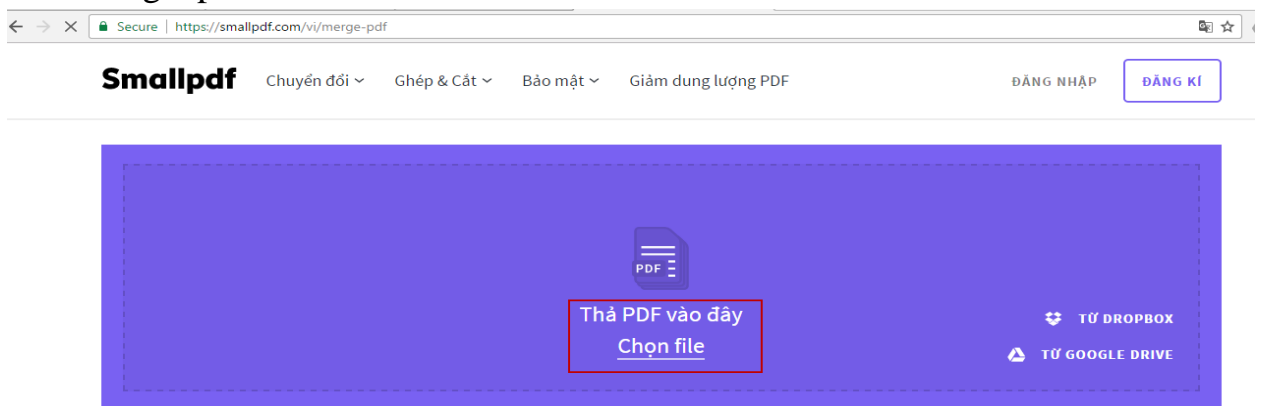 Secure | https://smallpdf.com/vi/merge-pdf
Smallpdf Chuyển đổi Ghép & Cắt Bảo mật Giảm dung lượng PDF ĐĂNG NHẬP ĐĂNG KÍ
PDF
Thả PDF vào đây
Chọn file
TỪ DROPBOX
TỪ GOOGLE DRIVE